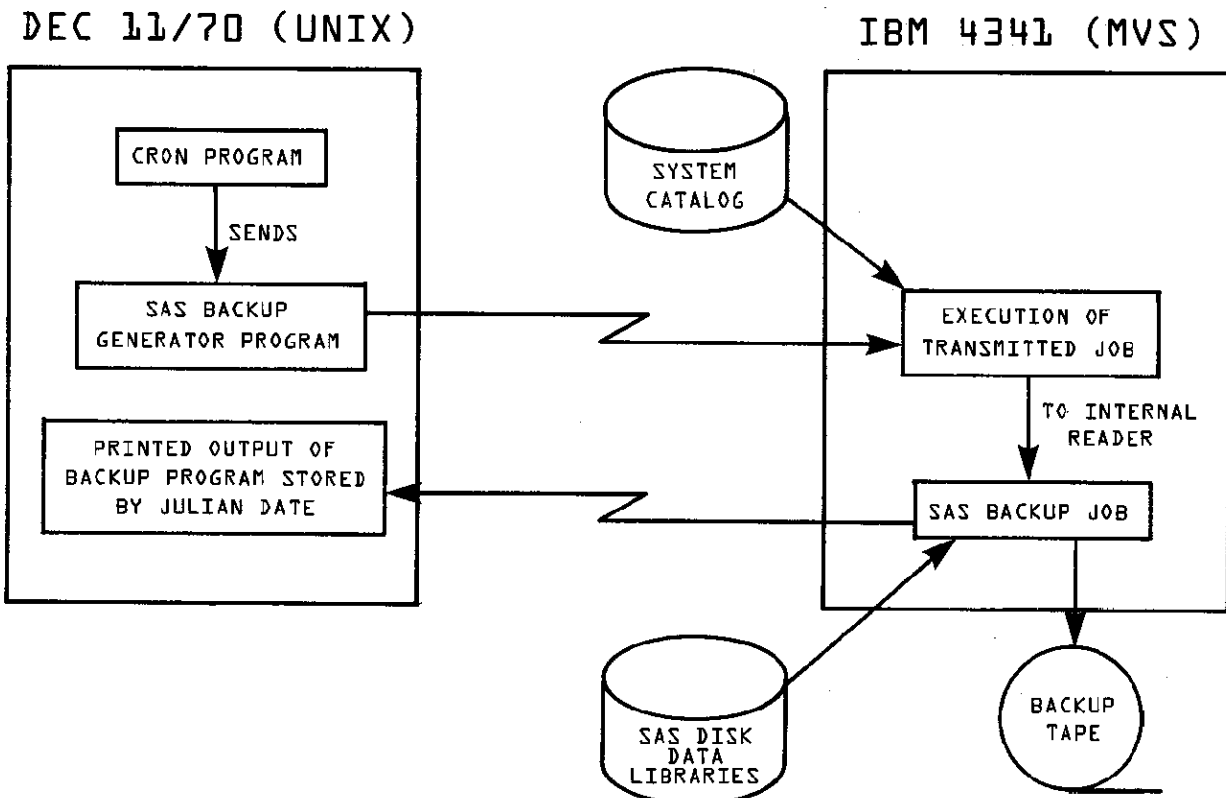 DEC 11/70 (UNIX)
IBM 4341 (MVS)
CRON PROGRAM
SENDS
SAS BACKUP
GENERATOR PROGRAM
PRINTED OUTPUT OF
BACKUP PROGRAM STORED
BY JULIAN DATE
SYSTEM
CATALOG
EXECUTION OF
TRANSMITTED JOB
TO INTERNAL
READER
SAS BACKUP JOB
SAS DISK
DATA
LIBRARIES
BACKUP
TAPE